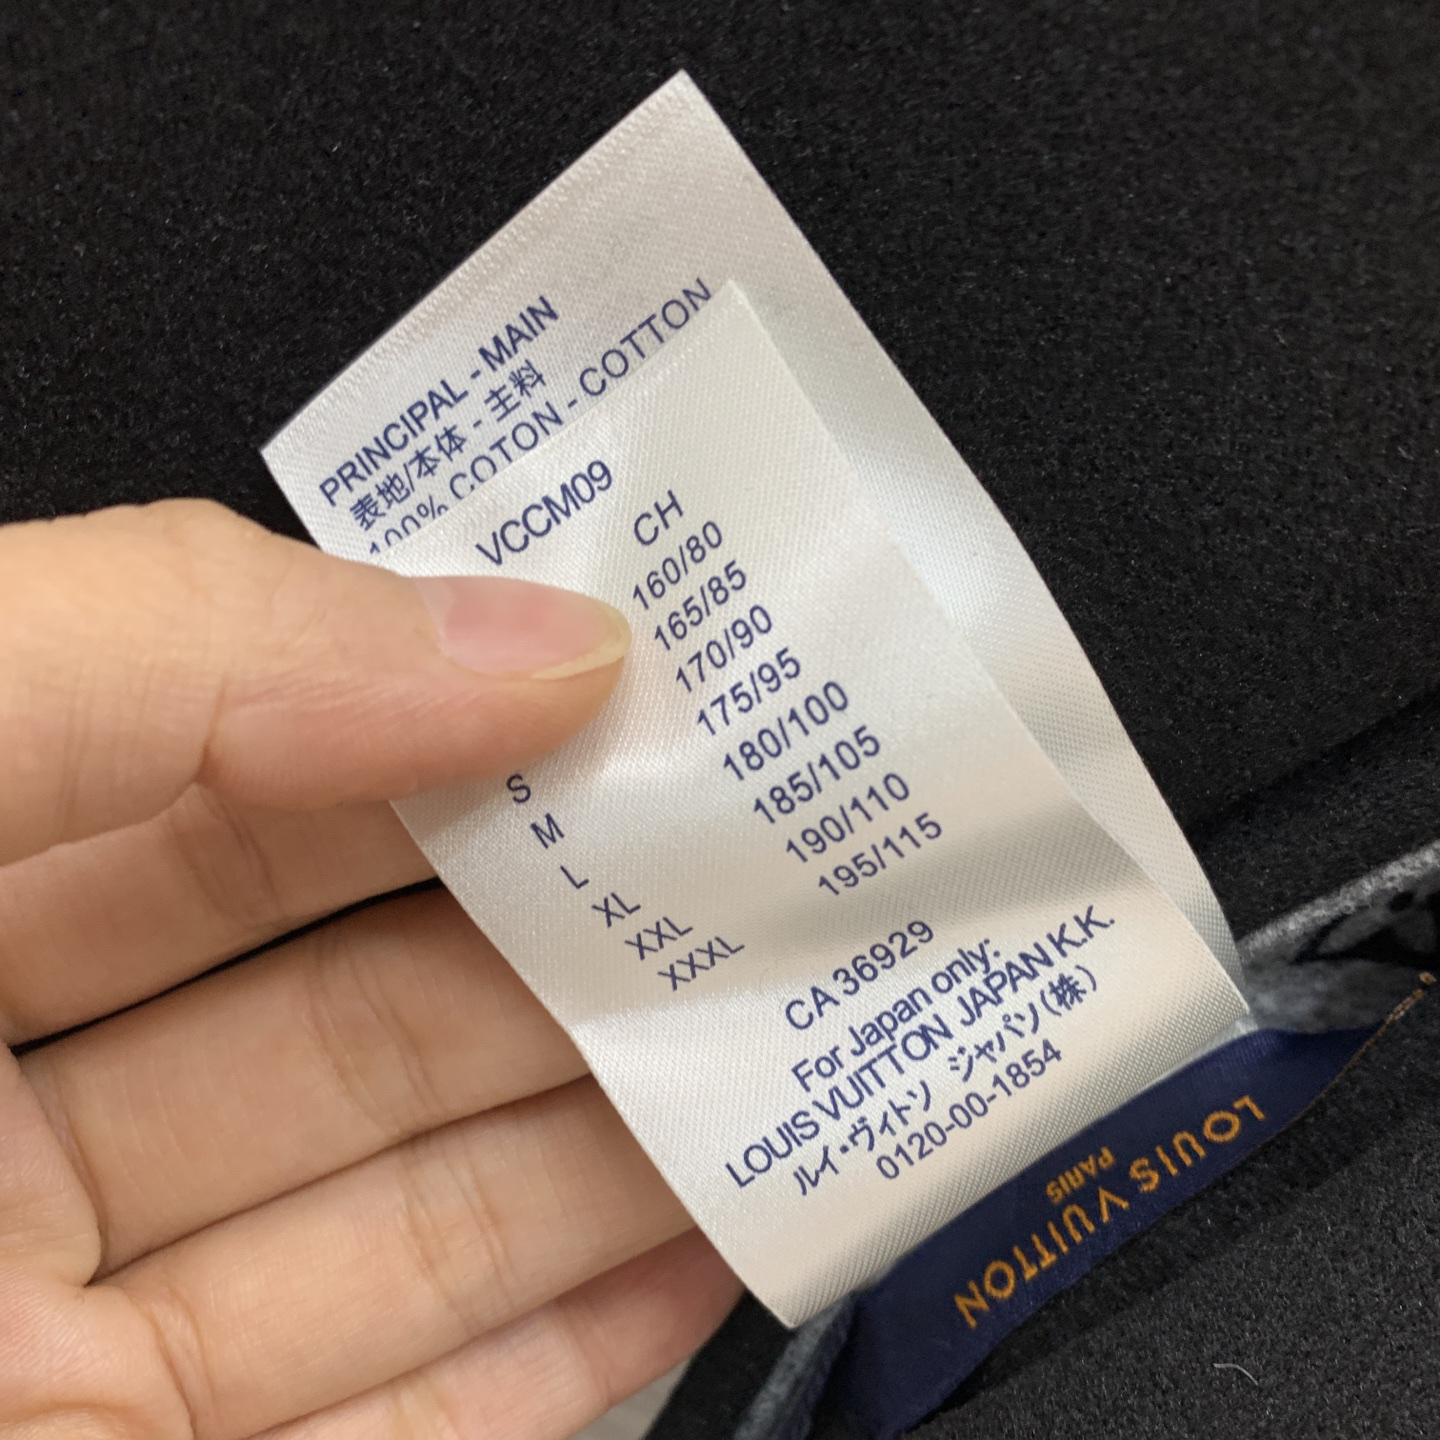 PRINCIPAL - MAIN
表地/本体 - 主料
100% COTON - COTTON
VCCM09
CH
160/80
165/85
170/90
175/95
S 180/100
M 185/105
L 190/110
XL 195/115
XXL
XXXL
CA 36929
For Japan only:
LOUIS VUITTON JAPAN K.K.
ルイ・ヴィトン ジャパン(株)
0120-00-1854
LOUIS VUITTON
PARIS